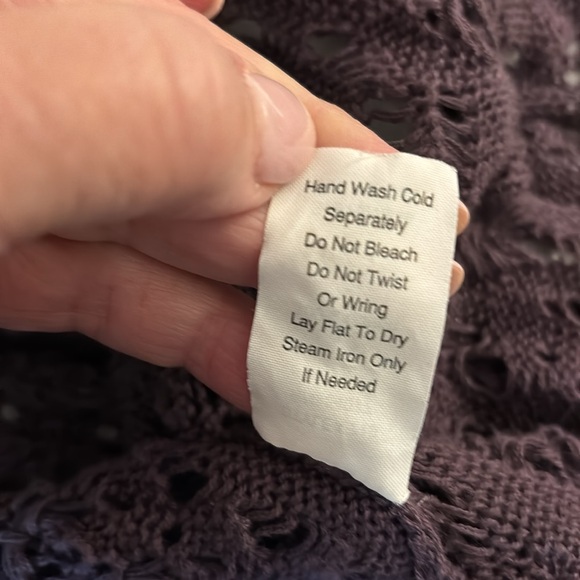 Hand Wash Cold
Separately
Do Not Bleach
Do Not Twist
Or Wring
Lay Flat To Dry
Steam Iron Only
If Needed